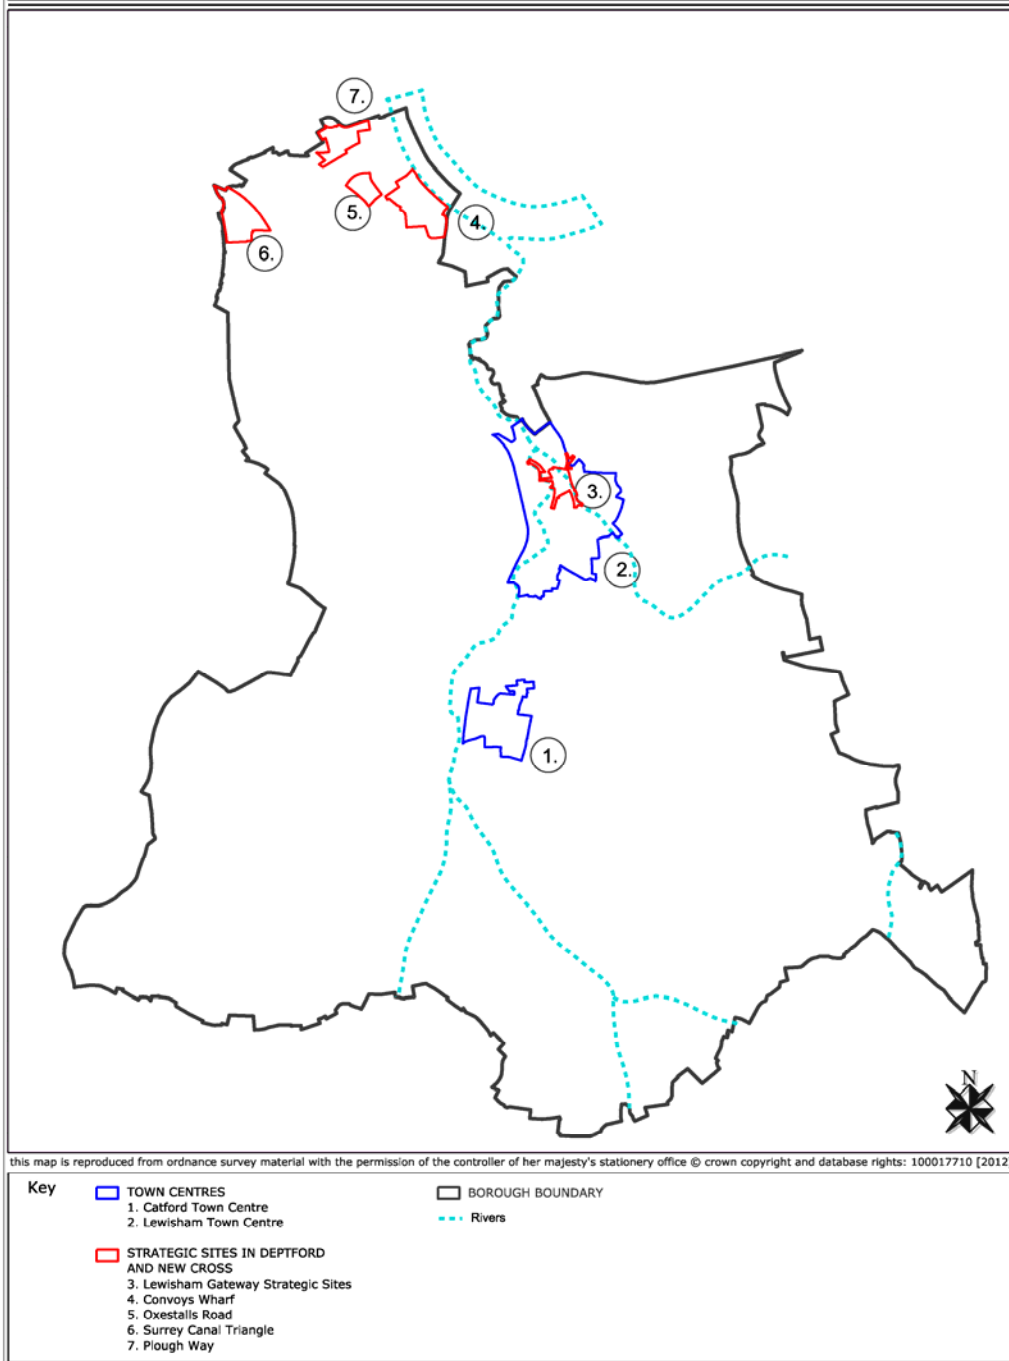 7.
5.
4.
6.
3.
2.
1.
N
this map is reproduced from ordnance survey material with the permission of the controller of her majesty's stationery office © crown copyright and database rights: 100017710 [2012]
Key
TOWN CENTRES
1. Catford Town Centre
2. Lewisham Town Centre
BOROUGH BOUNDARY
Rivers
STRATEGIC SITES IN DEPTFORD
AND NEW CROSS
3. Lewisham Gateway Strategic Sites
4. Convoys Wharf
5. Oxestalls Road
6. Surrey Canal Triangle
7. Plough Way